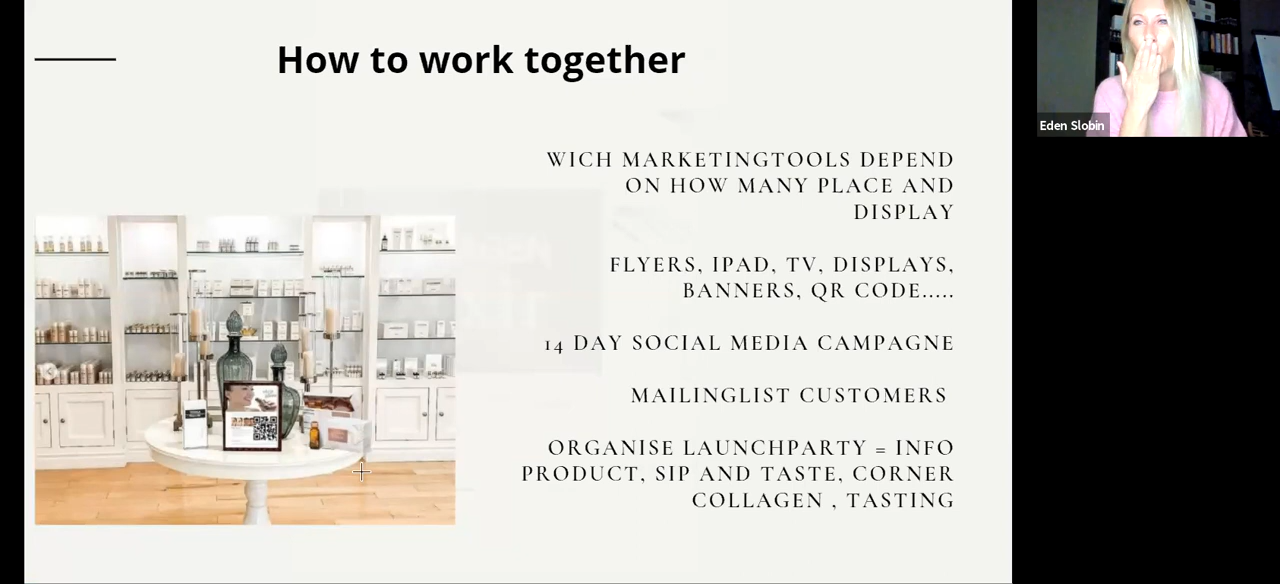 How to work together
WICH MARKETINGTOOLS DEPEND
ON HOW MANY PLACE AND
DISPLAY
FLYERS, IPAD, TV, DISPLAYS,
BANNERS, QR CODE.....
14 DAY SOCIAL MEDIA CAMPAGNE
MAILINGLIST CUSTOMERS
ORGANISE LAUNCHPARTY = INFO
PRODUCT, SIP AND TASTE, CORNER
COLLAGEN , TASTING
Eden Slobin